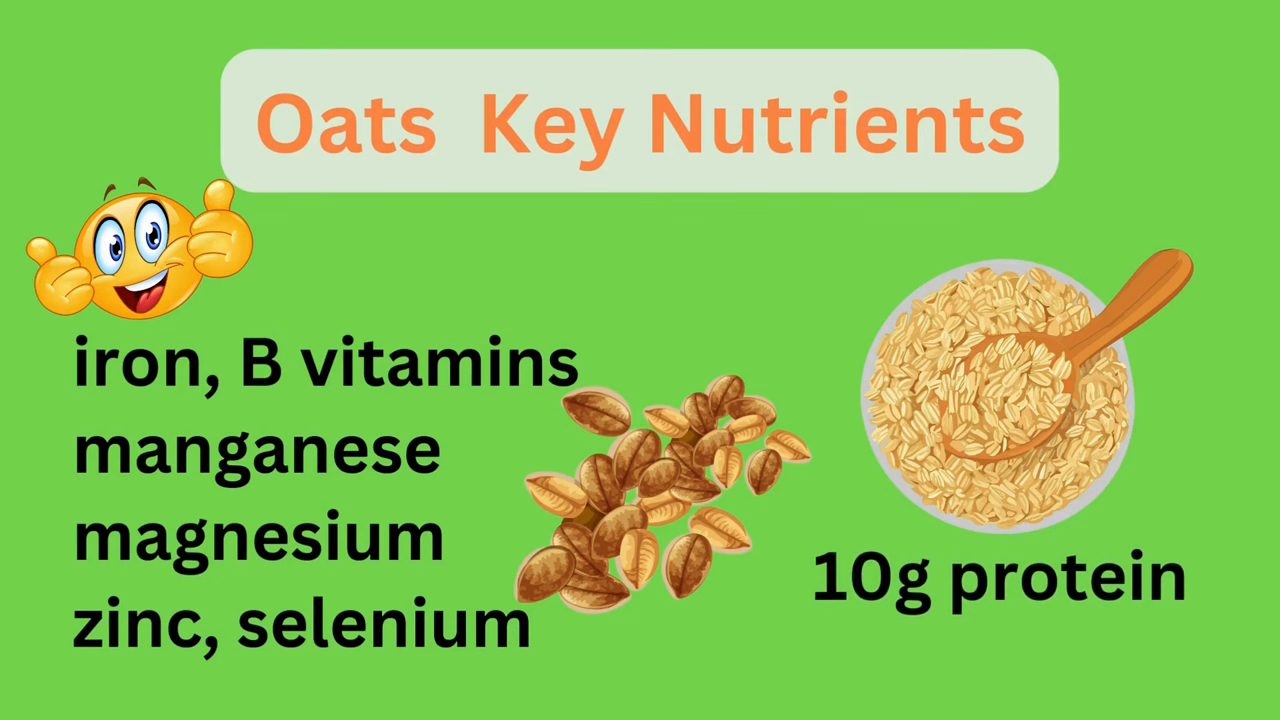 Oats Key Nutrients
iron, B vitamins
manganese
magnesium
zinc, selenium
10g protein